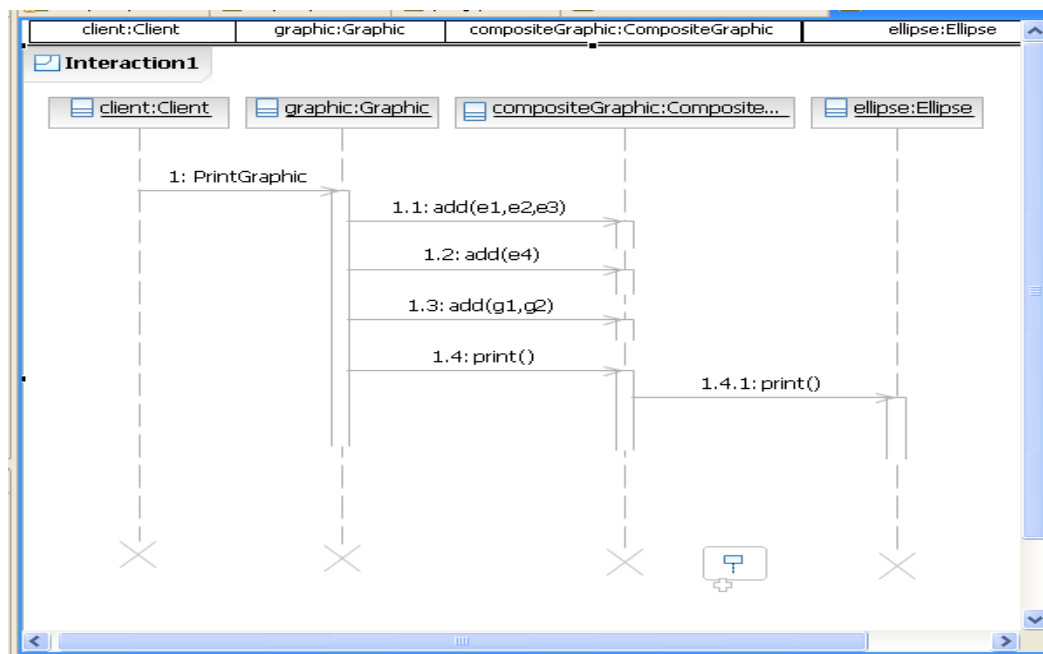 client:Client graphic:Graphic compositeGraphic:CompositeGraphic ellipse:Ellipse
Interaction1
client:Client graphic:Graphic compositeGraphic:Composite... ellipse:Ellipse
1: PrintGraphic
1.1: add(e1,e2,e3)
1.2: add(e4)
1.3: add(g1,g2)
1.4: print()
1.4.1: print()